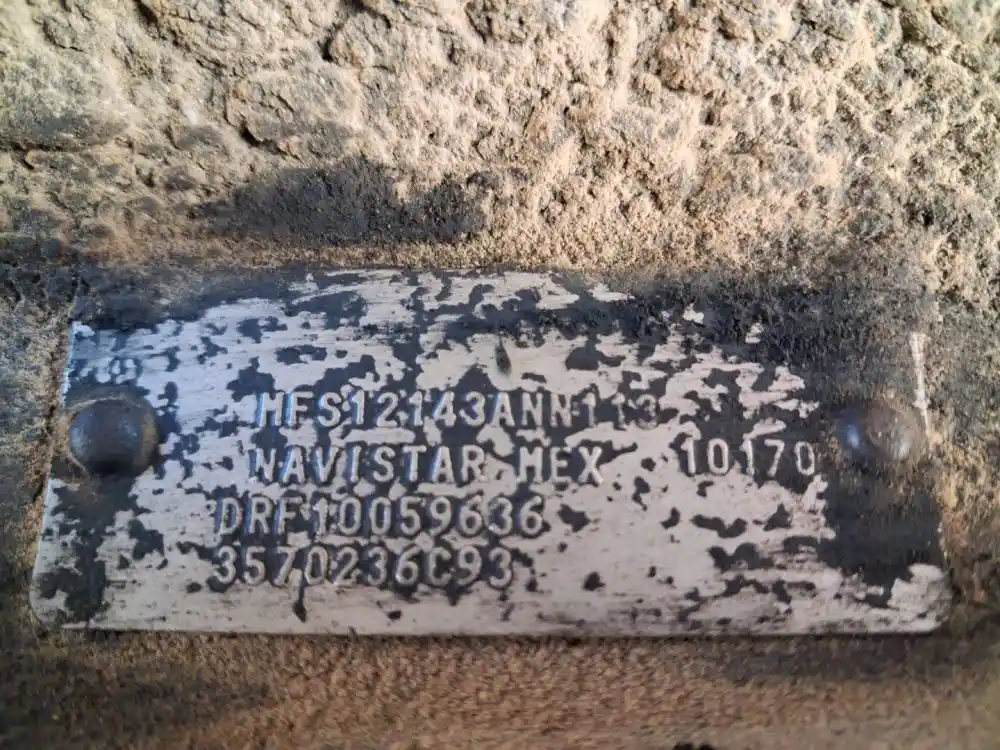 MFS12143ANN113
NAVISTAR MEX 10170
DRF10059636
3570236C93